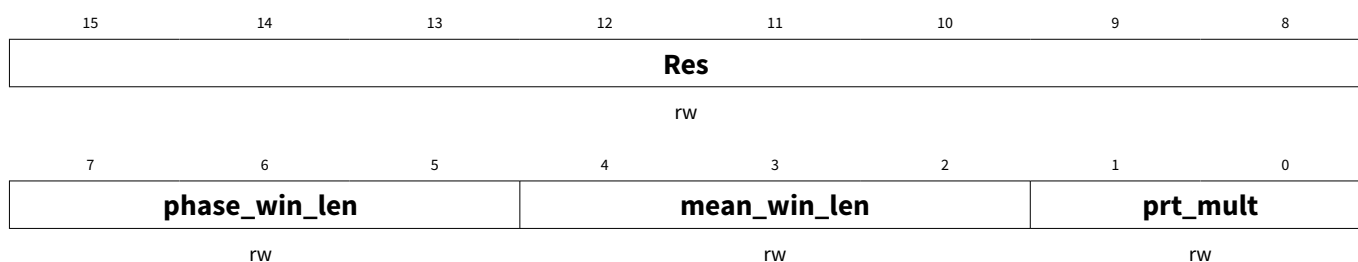 15 14 13 12 11 10 9 8
Res
rw
7 6 5 4 3 2 1 0
phase_win_len mean_win_len prt_mult
rw rw rw